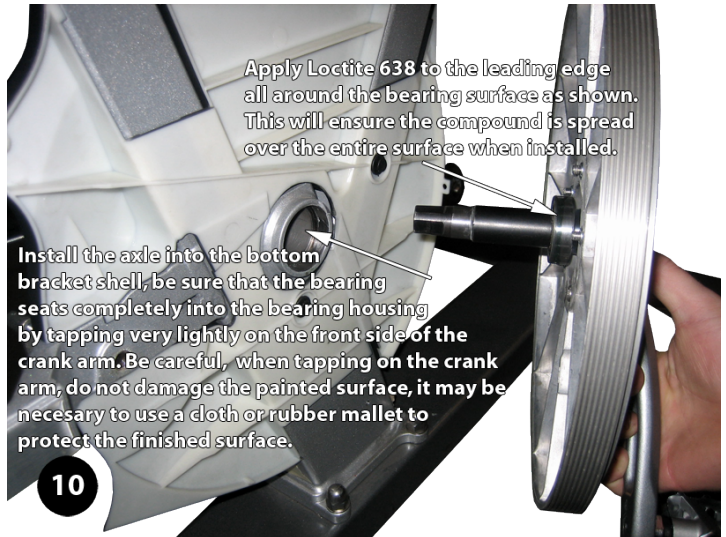 Apply Loctite 638 to the leading edge
all around the bearing surface as shown.
This will ensure the compound is spread
over the entire surface when installed.
Install the axle into the bottom
bracket shell, be sure that the bearing
seats completely into the bearing housing
by tapping very lightly on the front side of the
crank arm. Be careful,  when tapping on the crank
arm, do not damage the painted surface, it may be
necesary to use a cloth or rubber mallet to
protect the finished surface.
10